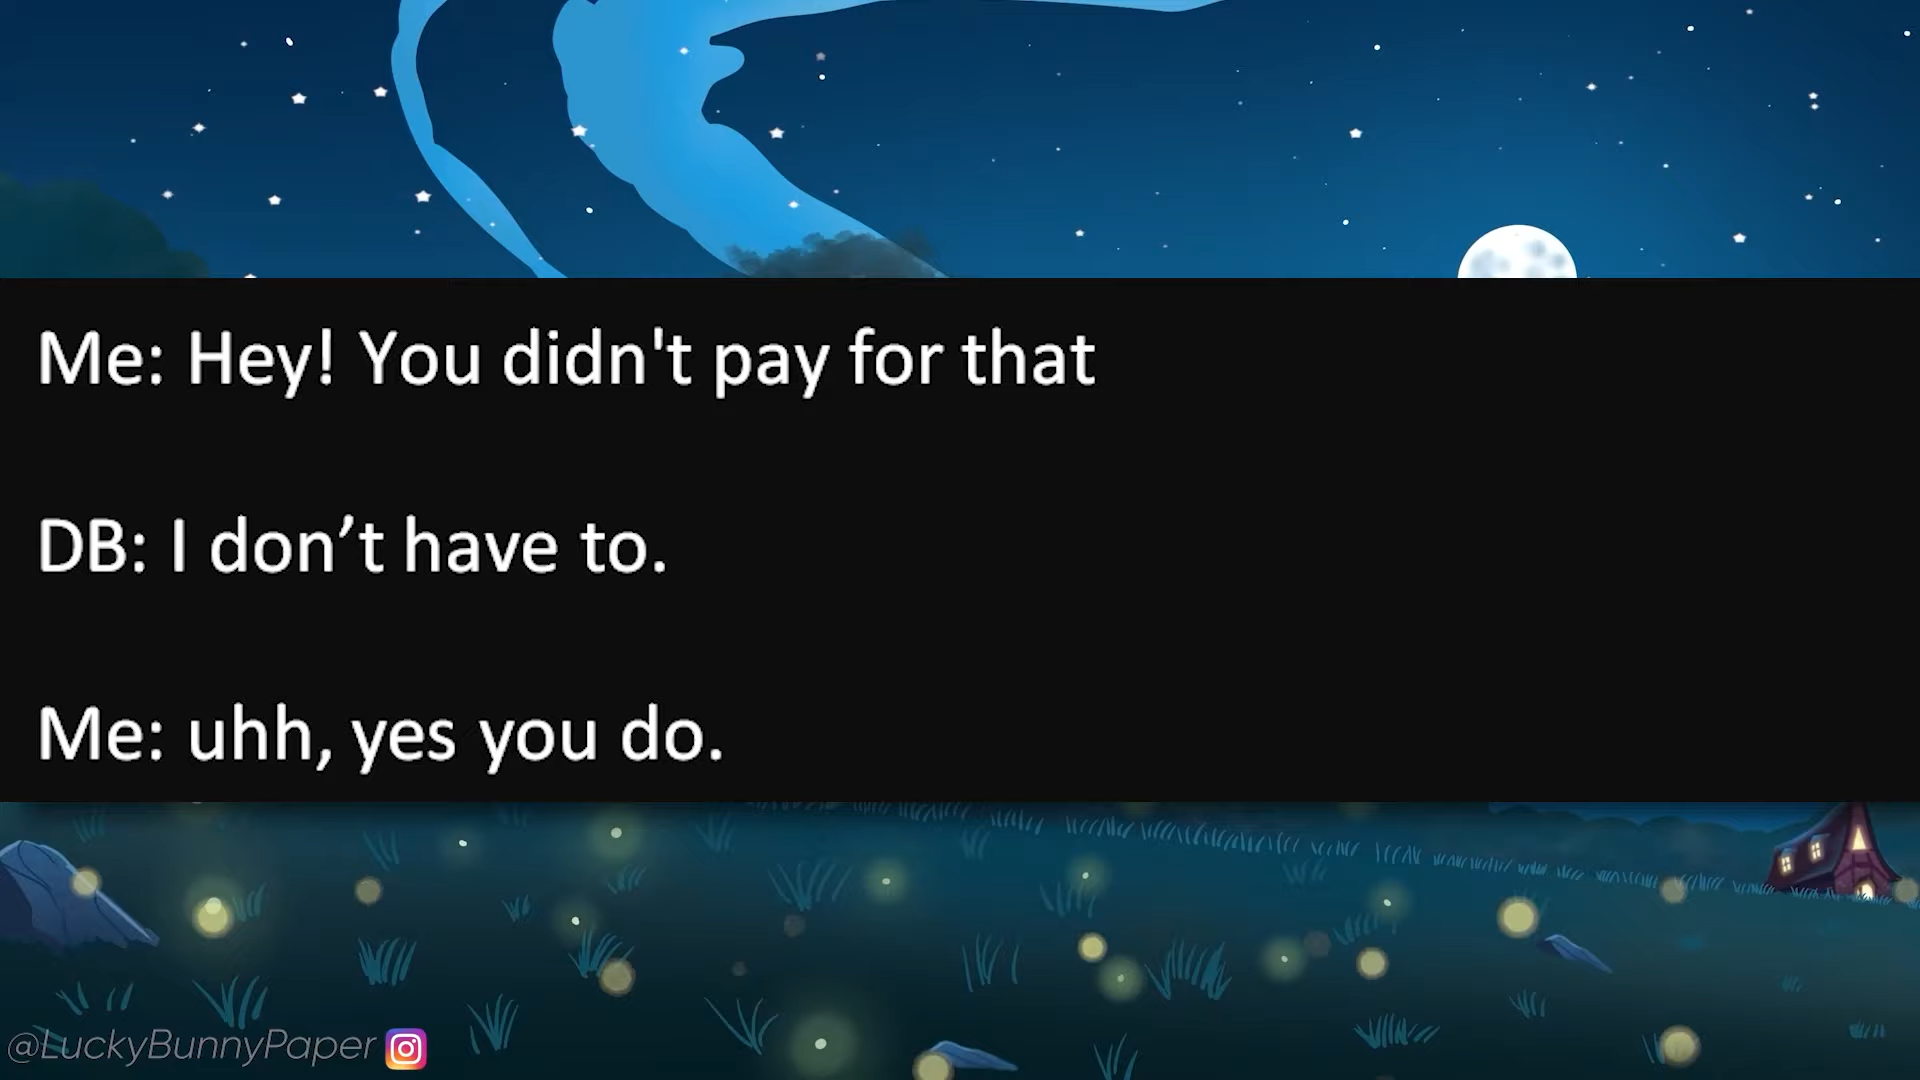 Me: Hey! You didn't pay for that
DB: I don’t have to.
Me: uhh, yes you do.
@LuckyBunnyPaper